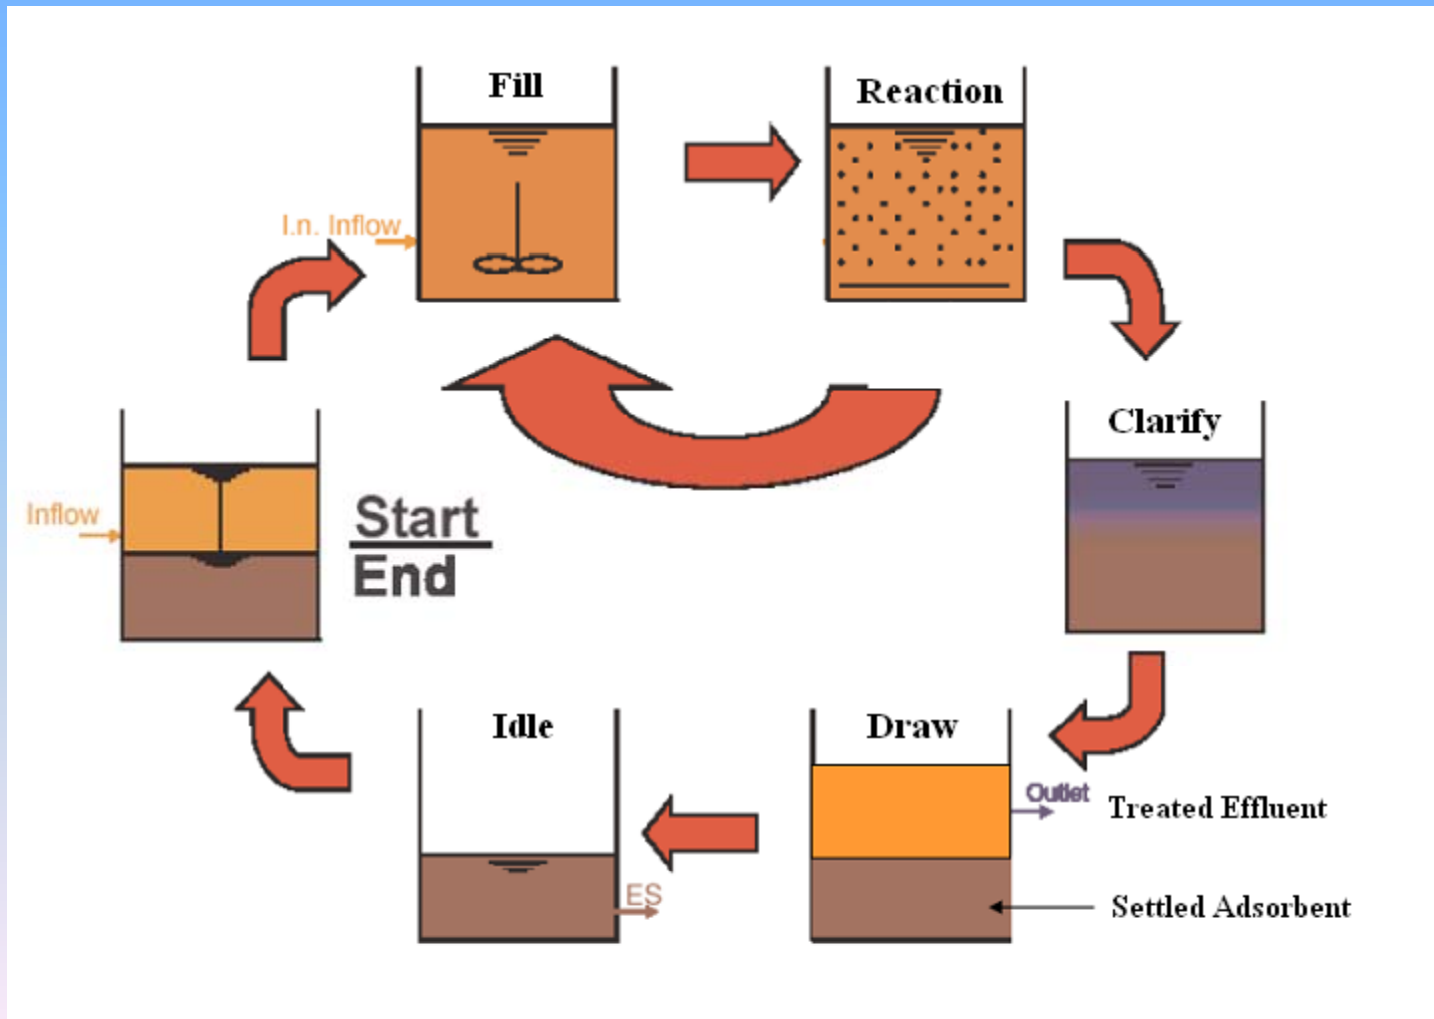 Fill
Reaction
I.n. Inflow
Clarify
Inflow
Start
End
Idle
Draw
Outlet
Treated Effluent
ES
Settled Adsorbent